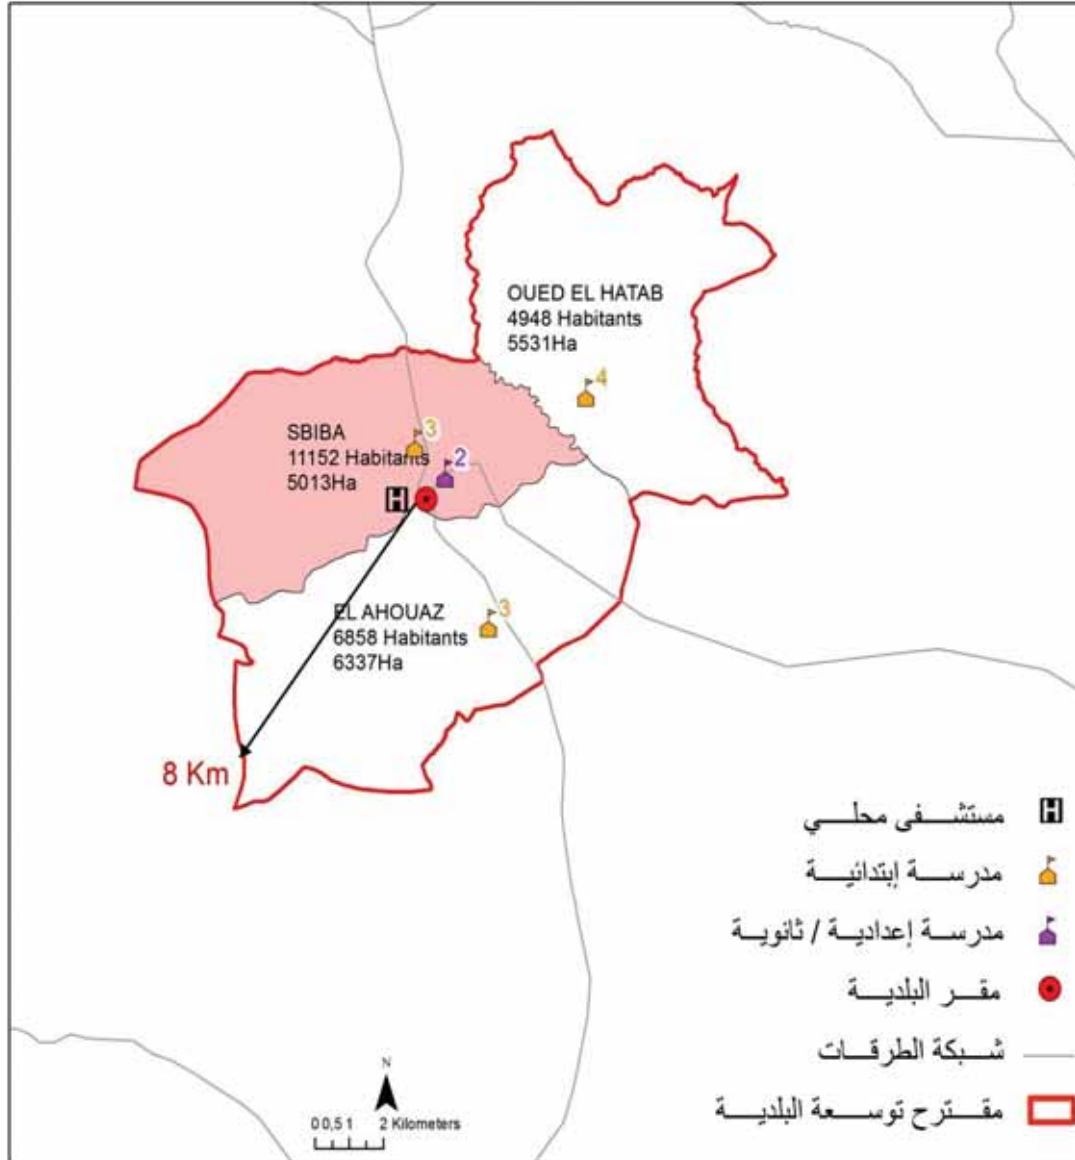 OUED EL HATAB
4948 Habitants
5531Ha
4
SBIBA
11152 Habitants
5013Ha
3
2
H
EL AHOUAZ
6858 Habitants
6337Ha
3
8 Km
مستشفى محلي H
مدرسة إبتدائية
مدرسة إعدادية / ثانوية
مقر البلدية
شبكة الطرقات
مقترح توسعة البلدية
N
0 0,5 1 2 Kilometers